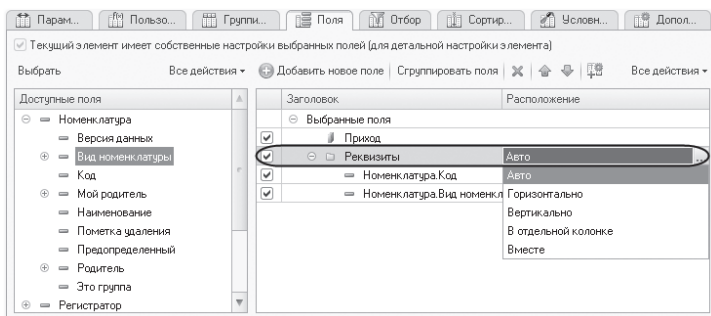 Парам... Пользо... Группи... Поля Отбор Сортир... Условн... Допол...
Текущий элемент имеет собственные настройки выбранных полей (для детальной настройки элемента)
Выбрать Все действия Добавить новое поле Сгруппировать поля Все действия
Доступные поля Заголовок Расположение
Номенклатура Выбранные поля
Версия данных Приход
Вид номенклатуры Реквизиты Авто ...
Код Номенклатура.Код Авто
Мой родитель Номенклатура.Вид номенкл Горизонтально
Наименование Вертикально
Пометка удаления В отдельной колонке
Предопределенный Вместе
Родитель
Это группа
Регистратор